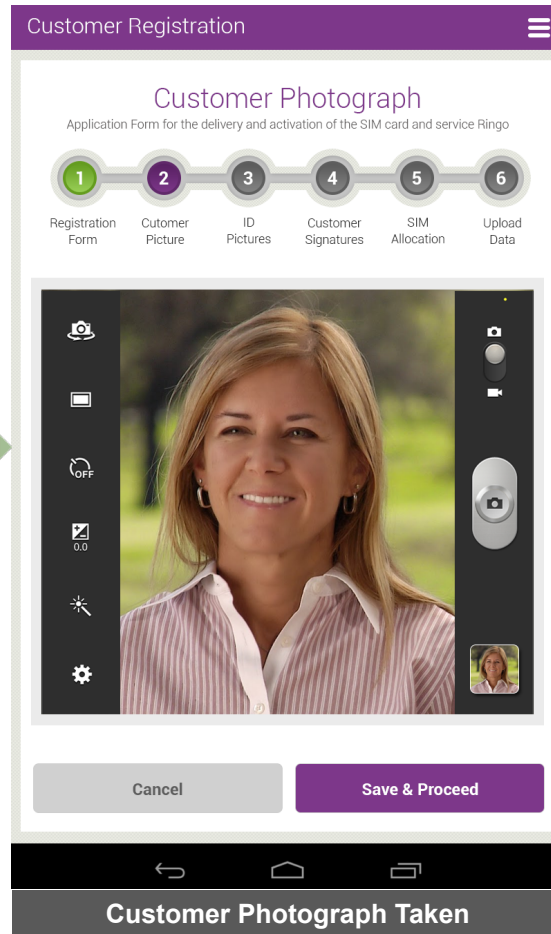 Customer Registration
Customer Photograph
Application Form for the delivery and activation of the SIM card and service Ringo
1 2 3 4 5 6
Registration Cutomer ID Customer SIM Upload
Form Picture Pictures Signatures Allocation Data
OFF
0.0
Cancel Save & Proceed
Customer Photograph Taken